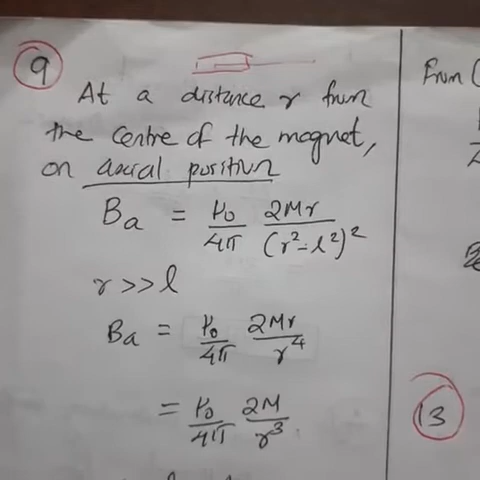 9
At a distance r from
the centre of the magnet,
on axial position
Ba = μ₀/4π 2Mr/(r²-l²)²
r >> l
Ba = μ₀/4π 2Mr/r⁴
= μ₀/4π 2M/r³
From (
13